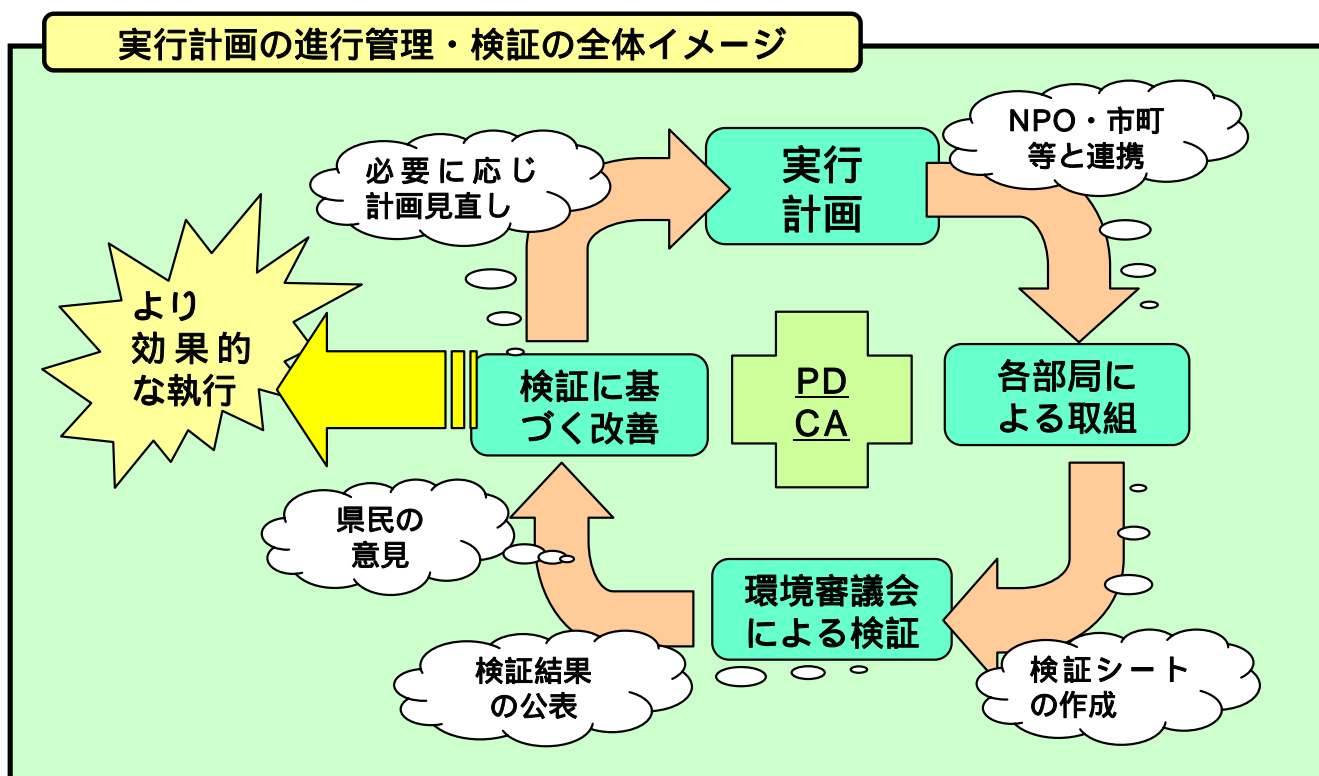 実行計画の進行管理・検証の全体イメージ
NPO・市町
等と連携
必要に応じ
計画見直し
実行
計画
より
効果的
な執行
検証に基
づく改善
PD
CA
各部局に
よる取組
県民の
意見
環境審議会
による検証
検証結果
の公表
検証シート
の作成